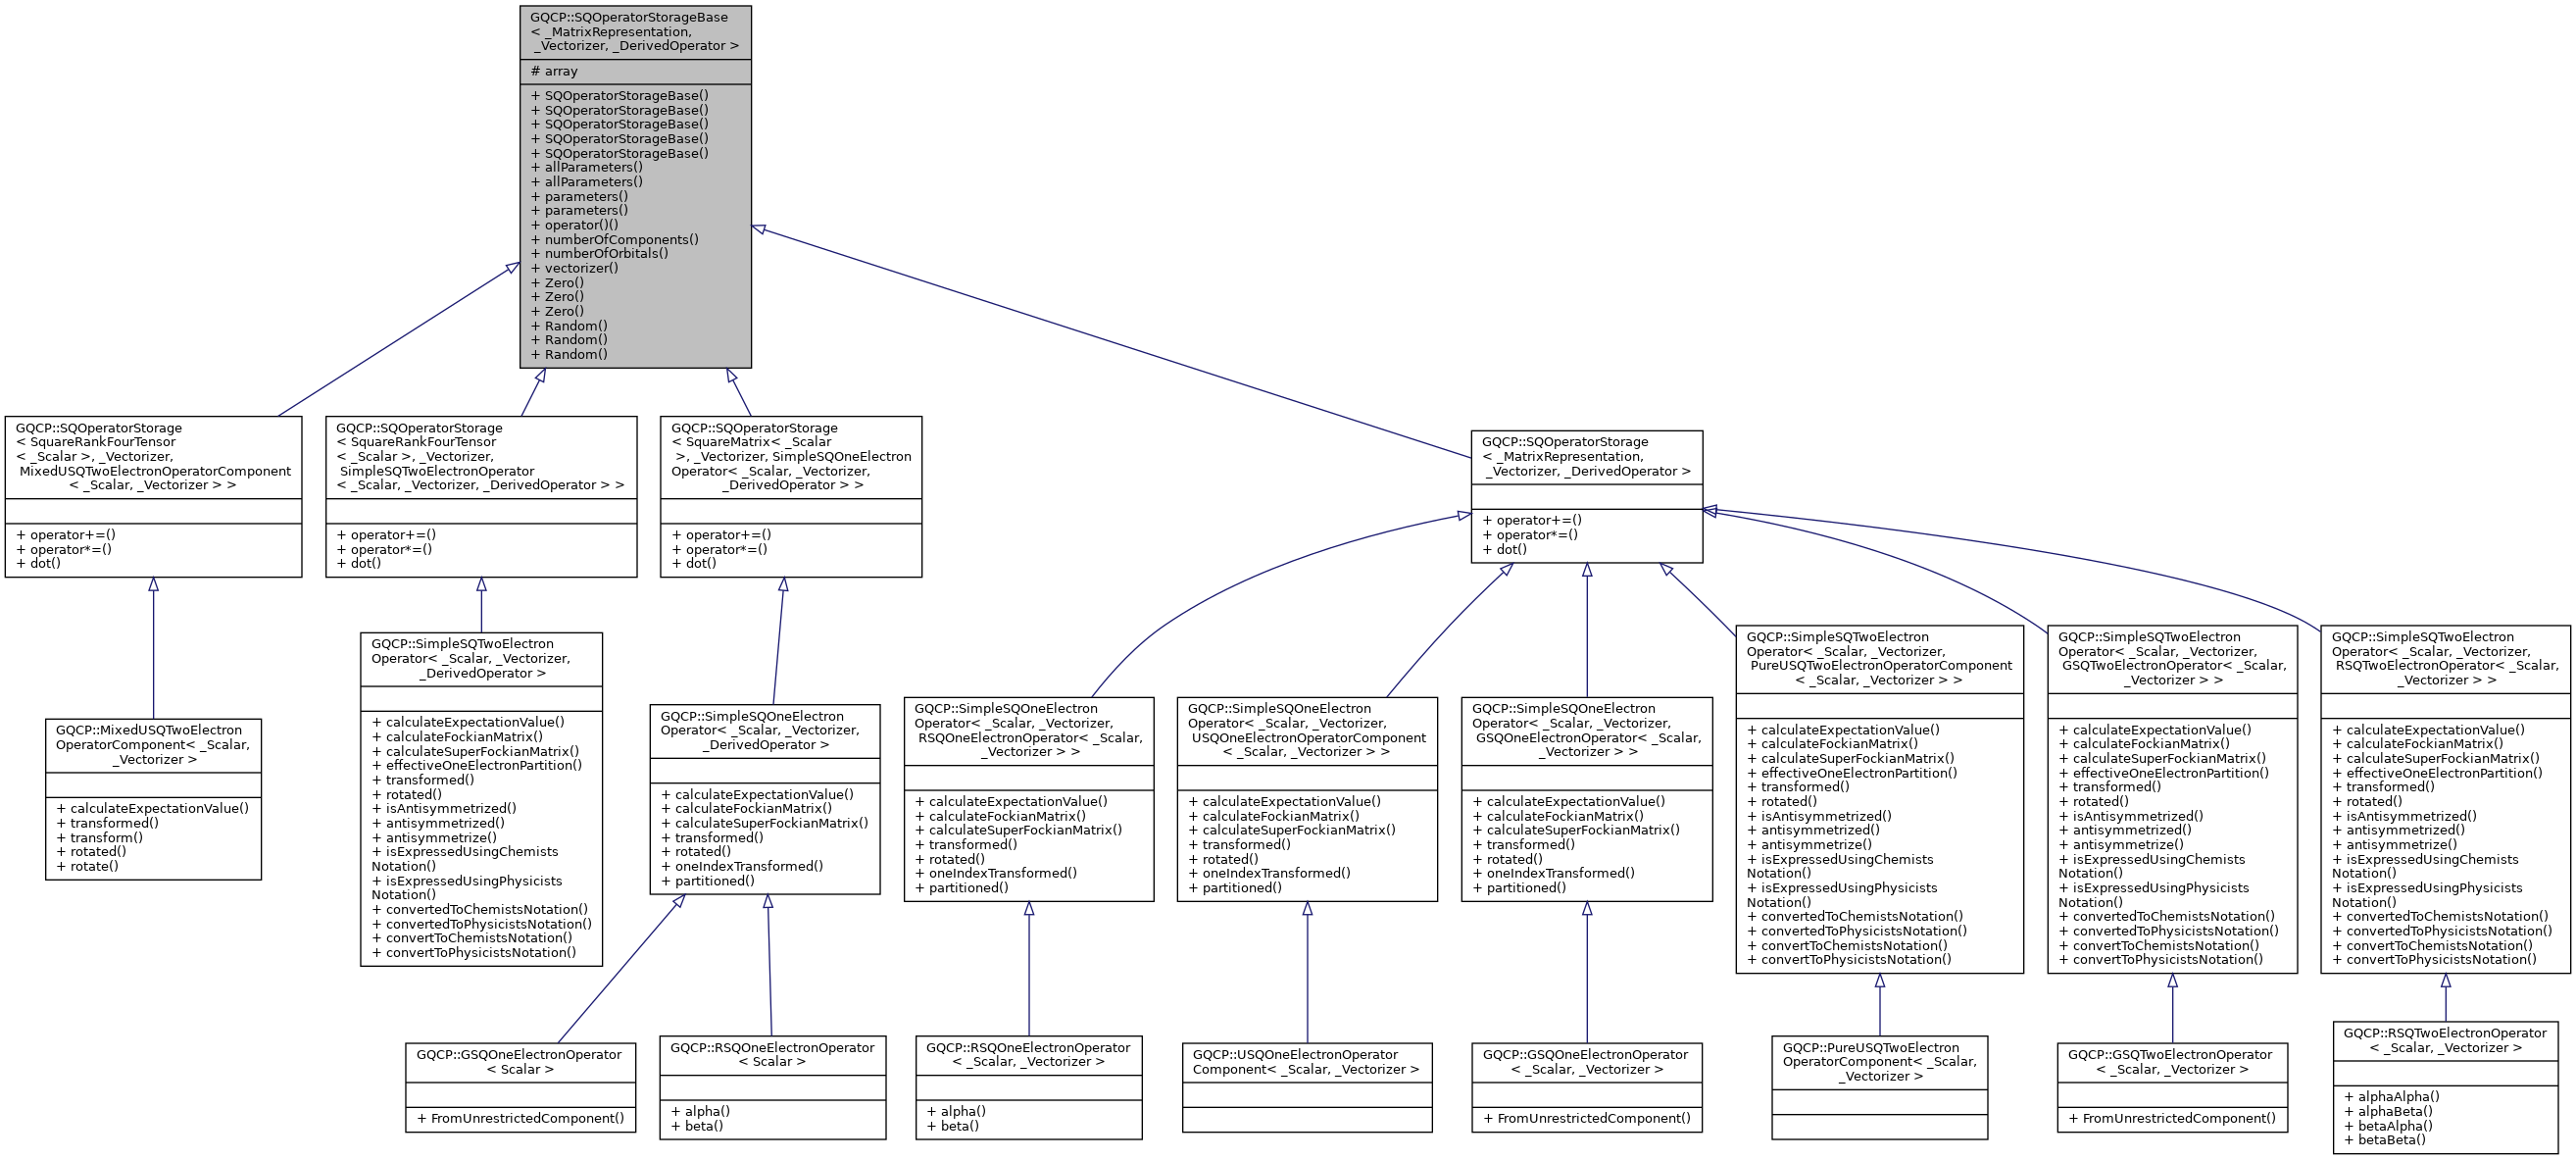 GQCP::SQOperatorStorageBase
< _MatrixRepresentation,
_Vectorizer, _DerivedOperator >
# array
+ SQOperatorStorageBase()
+ SQOperatorStorageBase()
+ SQOperatorStorageBase()
+ SQOperatorStorageBase()
+ SQOperatorStorageBase()
+ allParameters()
+ allParameters()
+ parameters()
+ parameters()
+ operator()()
+ numberOfComponents()
+ numberOfOrbitals()
+ vectorizer()
+ Zero()
+ Zero()
+ Zero()
+ Random()
+ Random()
+ Random()
GQCP::SQOperatorStorage
< SquareRankFourTensor
< _Scalar >, _Vectorizer,
MixedUSQTwoElectronOperatorComponent
< _Scalar, _Vectorizer > >
+ operator+=()
+ operator*=()
+ dot()
GQCP::SQOperatorStorage
< SquareRankFourTensor
< _Scalar >, _Vectorizer,
SimpleSQTwoElectronOperator
< _Scalar, _Vectorizer, _DerivedOperator > >
+ operator+=()
+ operator*=()
+ dot()
GQCP::SQOperatorStorage
< SquareMatrix< _Scalar
>, _Vectorizer, SimpleSQOneElectron
Operator< _Scalar, _Vectorizer,
_DerivedOperator > >
+ operator+=()
+ operator*=()
+ dot()
GQCP::SQOperatorStorage
< _MatrixRepresentation,
_Vectorizer, _DerivedOperator >
+ operator+=()
+ operator*=()
+ dot()
GQCP::MixedUSQTwoElectron
OperatorComponent< _Scalar,
_Vectorizer >
+ calculateExpectationValue()
+ transformed()
+ transform()
+ rotated()
+ rotate()
GQCP::SimpleSQTwoElectron
Operator< _Scalar, _Vectorizer,
_DerivedOperator >
+ calculateExpectationValue()
+ calculateFockianMatrix()
+ calculateSuperFockianMatrix()
+ effectiveOneElectronPartition()
+ transformed()
+ rotated()
+ isAntisymmetrized()
+ antisymmetrized()
+ antisymmetrize()
+ isExpressedUsingChemists
Notation()
+ isExpressedUsingPhysicists
Notation()
+ convertedToChemistsNotation()
+ convertedToPhysicistsNotation()
+ convertToChemistsNotation()
+ convertToPhysicistsNotation()
GQCP::SimpleSQOneElectron
Operator< _Scalar, _Vectorizer,
_DerivedOperator >
+ calculateExpectationValue()
+ calculateFockianMatrix()
+ calculateSuperFockianMatrix()
+ transformed()
+ rotated()
+ oneIndexTransformed()
+ partitioned()
GQCP::SimpleSQOneElectron
Operator< _Scalar, _Vectorizer,
RSQOneElectronOperator< _Scalar,
_Vectorizer > >
+ calculateExpectationValue()
+ calculateFockianMatrix()
+ calculateSuperFockianMatrix()
+ transformed()
+ rotated()
+ oneIndexTransformed()
+ partitioned()
GQCP::SimpleSQOneElectron
Operator< _Scalar, _Vectorizer,
USQOneElectronOperatorComponent
< _Scalar, _Vectorizer > >
+ calculateExpectationValue()
+ calculateFockianMatrix()
+ calculateSuperFockianMatrix()
+ transformed()
+ rotated()
+ oneIndexTransformed()
+ partitioned()
GQCP::SimpleSQOneElectron
Operator< _Scalar, _Vectorizer,
GSQOneElectronOperator< _Scalar,
_Vectorizer > >
+ calculateExpectationValue()
+ calculateFockianMatrix()
+ calculateSuperFockianMatrix()
+ transformed()
+ rotated()
+ oneIndexTransformed()
+ partitioned()
GQCP::SimpleSQTwoElectron
Operator< _Scalar, _Vectorizer,
PureUSQTwoElectronOperatorComponent
< _Scalar, _Vectorizer > >
+ calculateExpectationValue()
+ calculateFockianMatrix()
+ calculateSuperFockianMatrix()
+ effectiveOneElectronPartition()
+ transformed()
+ rotated()
+ isAntisymmetrized()
+ antisymmetrized()
+ antisymmetrize()
+ isExpressedUsingChemists
Notation()
+ isExpressedUsingPhysicists
Notation()
+ convertedToChemistsNotation()
+ convertedToPhysicistsNotation()
+ convertToChemistsNotation()
+ convertToPhysicistsNotation()
GQCP::SimpleSQTwoElectron
Operator< _Scalar, _Vectorizer,
GSQTwoElectronOperator< _Scalar,
_Vectorizer > >
+ calculateExpectationValue()
+ calculateFockianMatrix()
+ calculateSuperFockianMatrix()
+ effectiveOneElectronPartition()
+ transformed()
+ rotated()
+ isAntisymmetrized()
+ antisymmetrized()
+ antisymmetrize()
+ isExpressedUsingChemists
Notation()
+ isExpressedUsingPhysicists
Notation()
+ convertedToChemistsNotation()
+ convertedToPhysicistsNotation()
+ convertToChemistsNotation()
+ convertToPhysicistsNotation()
GQCP::SimpleSQTwoElectron
Operator< _Scalar, _Vectorizer,
RSQTwoElectronOperator< _Scalar,
_Vectorizer > >
+ calculateExpectationValue()
+ calculateFockianMatrix()
+ calculateSuperFockianMatrix()
+ effectiveOneElectronPartition()
+ transformed()
+ rotated()
+ isAntisymmetrized()
+ antisymmetrized()
+ antisymmetrize()
+ isExpressedUsingChemists
Notation()
+ isExpressedUsingPhysicists
Notation()
+ convertedToChemistsNotation()
+ convertedToPhysicistsNotation()
+ convertToChemistsNotation()
+ convertToPhysicistsNotation()
GQCP::GSQOneElectronOperator
< Scalar >
+ FromUnrestrictedComponent()
GQCP::RSQOneElectronOperator
< Scalar >
+ alpha()
+ beta()
GQCP::RSQOneElectronOperator
< _Scalar, _Vectorizer >
+ alpha()
+ beta()
GQCP::USQOneElectronOperator
Component< _Scalar, _Vectorizer >
GQCP::GSQOneElectronOperator
< _Scalar, _Vectorizer >
+ FromUnrestrictedComponent()
GQCP::PureUSQTwoElectron
OperatorComponent< _Scalar,
_Vectorizer >
GQCP::GSQTwoElectronOperator
< _Scalar, _Vectorizer >
+ FromUnrestrictedComponent()
GQCP::RSQTwoElectronOperator
< _Scalar, _Vectorizer >
+ alphaAlpha()
+ alphaBeta()
+ betaAlpha()
+ betaBeta()